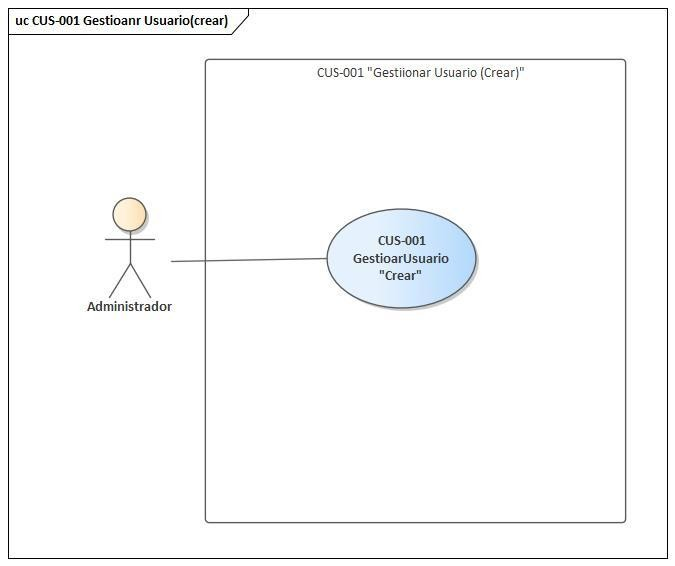 uc CUS-001 Gestioanr Usuario(crear)
CUS-001 "Gestiionar Usuario (Crear)"
CUS-001
GestioarUsuario
"Crear"
Administrador